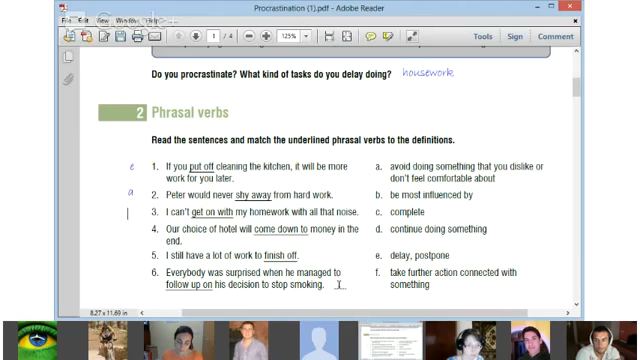 Procrastination (1).pdf - Adobe Reader
File Edit View Window Help
1 / 4 125% Tools Sign Comment
Do you procrastinate? What kind of tasks do you delay doing? housework
2 Phrasal verbs
Read the sentences and match the underlined phrasal verbs to the definitions.
e 1. If you put off cleaning the kitchen, it will be more
work for you later.
a 2. Peter would never shy away from hard work.
3. I can't get on with my homework with all that noise.
4. Our choice of hotel will come down to money in the
end.
5. I still have a lot of work to finish off.
6. Everybody was surprised when he managed to
follow up on his decision to stop smoking.
a. avoid doing something that you dislike or
don't feel comfortable about
b. be most influenced by
c. complete
d. continue doing something
e. delay, postpone
f. take further action connected with
something
8.27 x 11.69 in